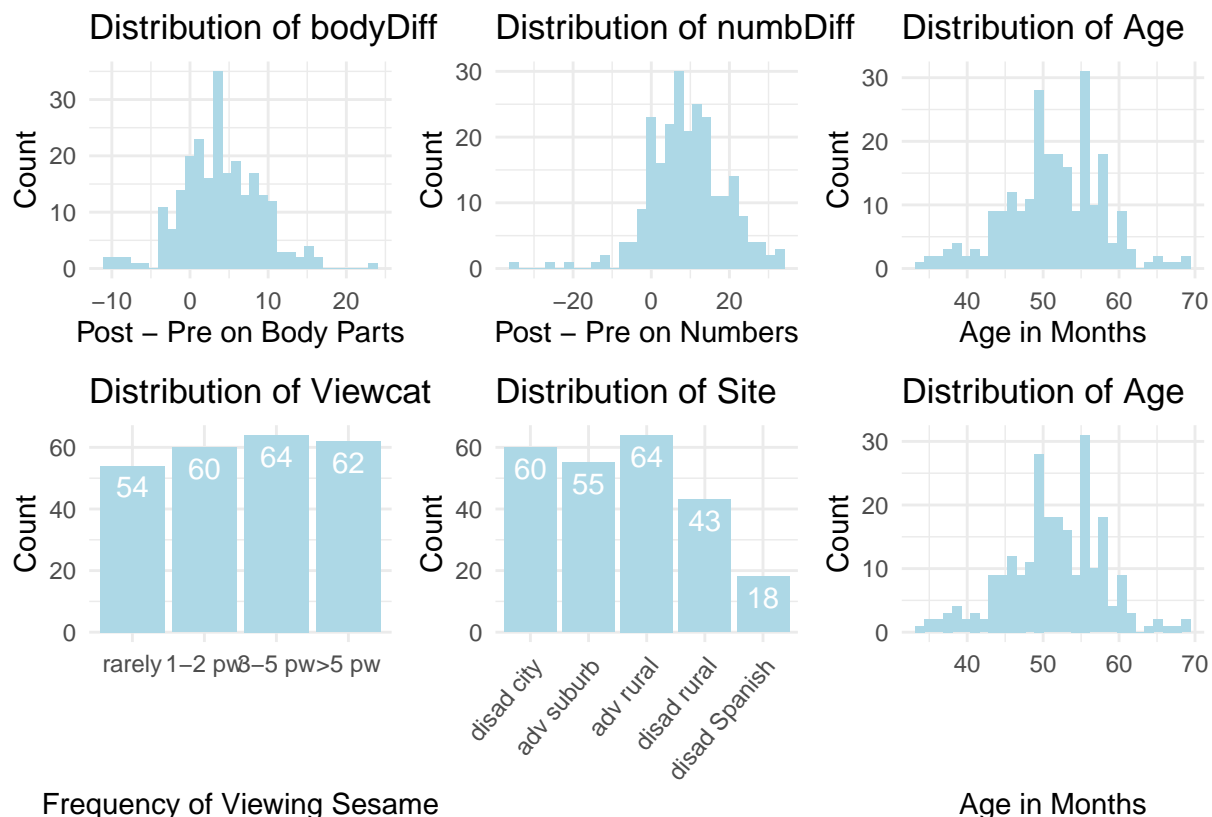 Distribution of bodyDiff
Count
30
20
10
0
−10 0 10 20
Post − Pre on Body Parts
Distribution of numbDiff
Count
30
20
10
0
−20 0 20
Post − Pre on Numbers
Distribution of Age
Count
30
20
10
0
40 50 60 70
Age in Months
Distribution of Viewcat
Count
60
40
20
0
54 60 64 62
rarely 1−2 pw 3−5 pw >5 pw
Frequency of Viewing Sesame
Distribution of Site
Count
60
40
20
0
60 55 64 43 18
disad city
adv suburb
adv rural
disad rural
disad Spanish
Distribution of Age
Count
30
20
10
0
40 50 60 70
Age in Months